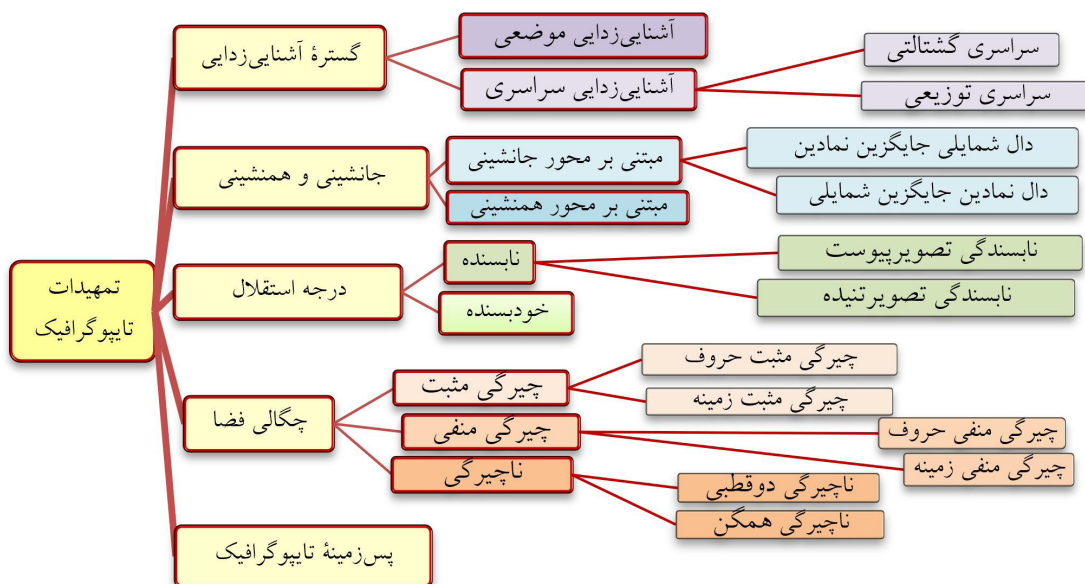 تمهیدات
تایپوگرافیک
گسترۀ آشنایی‌زدایی
آشنایی‌زدایی موضعی
آشنایی‌زدایی سراسری
سراسری گشتالتی
سراسری توزیعی
جانشینی و همنشینی
مبتنی بر محور جانشینی
دال شمایلی جایگزین نمادین
دال نمادین جایگزین شمایلی
مبتنی بر محور همنشینی
درجه استقلال
نابسنده
نابسندگی تصویرپیوست
نابسندگی تصویرتنیده
خودبسنده
چگالی فضا
چیرگی مثبت
چیرگی مثبت حروف
چیرگی مثبت زمینه
چیرگی منفی
چیرگی منفی حروف
چیرگی منفی زمینه
ناچیرگی
ناچیرگی دوقطبی
ناچیرگی همگن
پس‌زمینۀ تایپوگرافیک